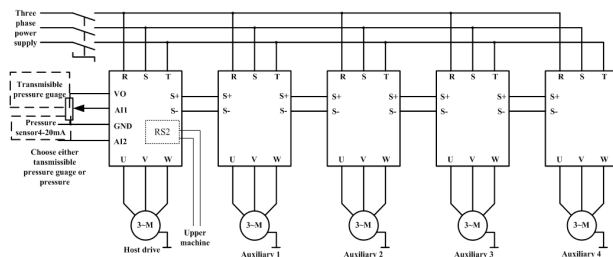 Three
phase
power
supply
R S T
R S T
R S T
R S T
R S T
Transmisible
pressure guage
VO
AI1
GND
AI2
Pressure
sensor4-20mA
Choose either
tansmissible
pressure guage or
pressure
S+
S-
S+
S-
S+
S-
S+
S-
S+
S-
RS2
U V W
U V W
U V W
U V W
U V W
3~M
3~M
3~M
3~M
3~M
Upper
machine
Host drive
Auxiliary 1
Auxiliary 2
Auxiliary 3
Auxiliary 4